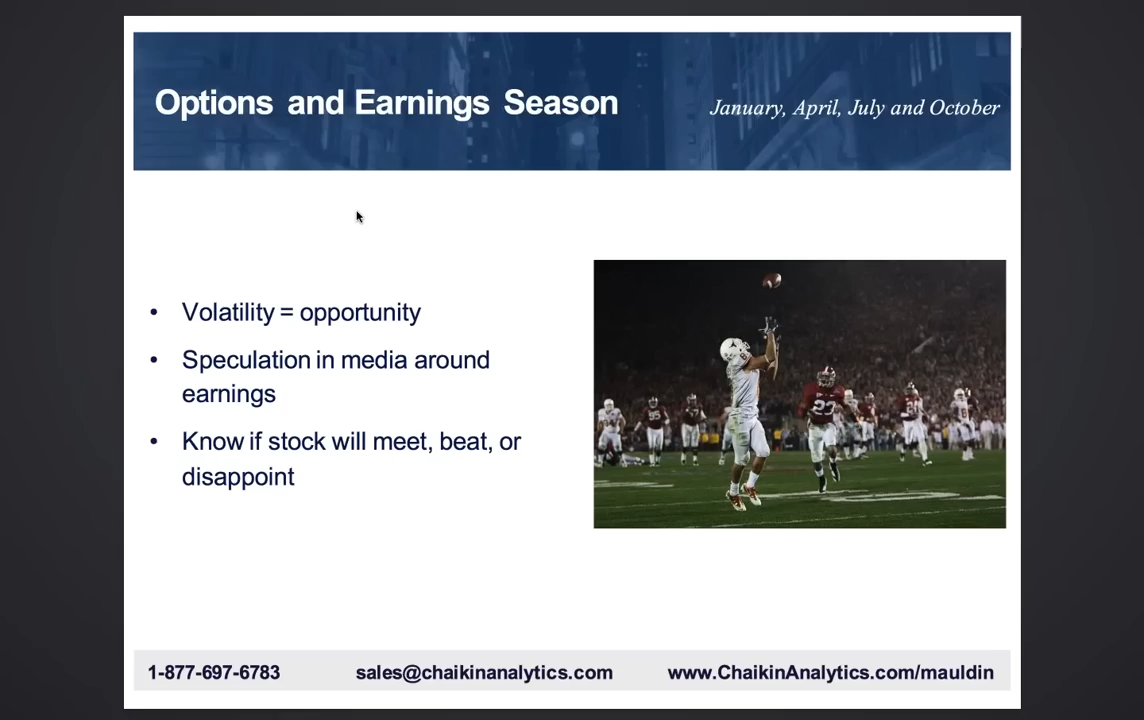 Options and Earnings Season
January, April, July and October
• Volatility = opportunity
• Speculation in media around
earnings
• Know if stock will meet, beat, or
disappoint
23
1-877-697-6783
sales@chaikinanalytics.com
www.ChaikinAnalytics.com/mauldin